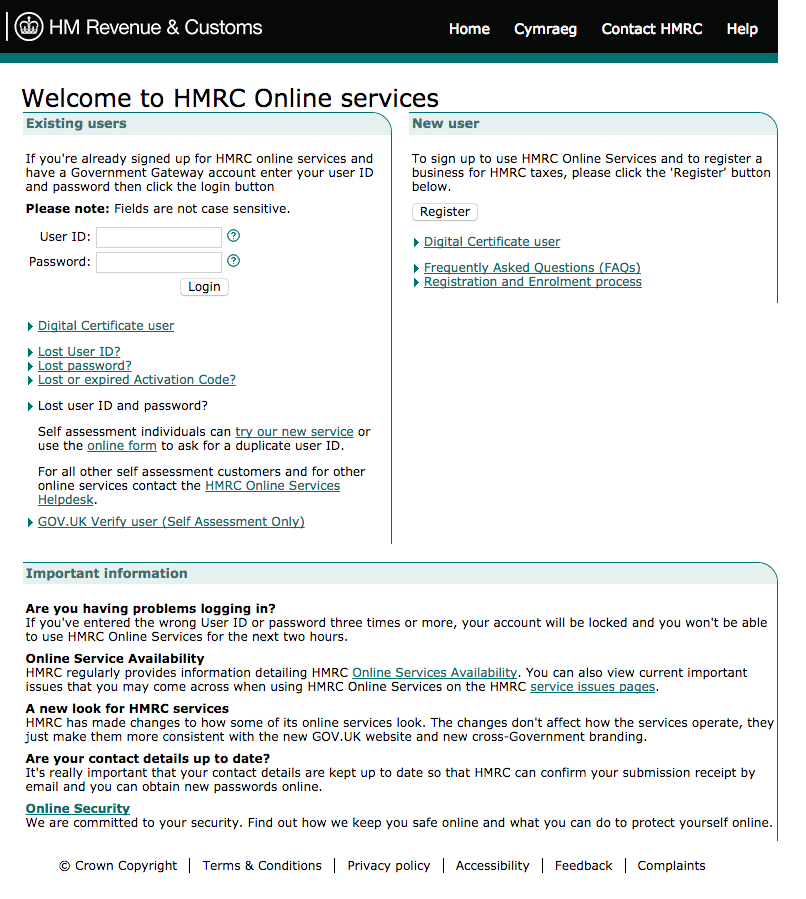 HM Revenue & Customs
Home Cymraeg Contact HMRC Help
Welcome to HMRC Online services
Existing users
If you're already signed up for HMRC online services and
have a Government Gateway account enter your user ID
and password then click the login button
Please note: Fields are not case sensitive.
User ID: ?
Password: ?
Login
Digital Certificate user
Lost User ID?
Lost password?
Lost or expired Activation Code?
Lost user ID and password?
Self assessment individuals can try our new service or
use the online form to ask for a duplicate user ID.
For all other self assessment customers and for other
online services contact the HMRC Online Services
Helpdesk.
GOV.UK Verify user (Self Assessment Only)
New user
To sign up to use HMRC Online Services and to register a
business for HMRC taxes, please click the 'Register' button
below.
Register
Digital Certificate user
Frequently Asked Questions (FAQs)
Registration and Enrolment process
Important information
Are you having problems logging in?
If you've entered the wrong User ID or password three times or more, your account will be locked and you won't be able
to use HMRC Online Services for the next two hours.
Online Service Availability
HMRC regularly provides information detailing HMRC Online Services Availability. You can also view current important
issues that you may come across when using HMRC Online Services on the HMRC service issues pages.
A new look for HMRC services
HMRC has made changes to how some of its online services look. The changes don't affect how the services operate, they
just make them more consistent with the new GOV.UK website and new cross-Government branding.
Are your contact details up to date?
It's really important that your contact details are kept up to date so that HMRC can confirm your submission receipt by
email and you can obtain new passwords online.
Online Security
We are committed to your security. Find out how we keep you safe online and what you can do to protect yourself online.
© Crown Copyright | Terms & Conditions | Privacy policy | Accessibility | Feedback | Complaints